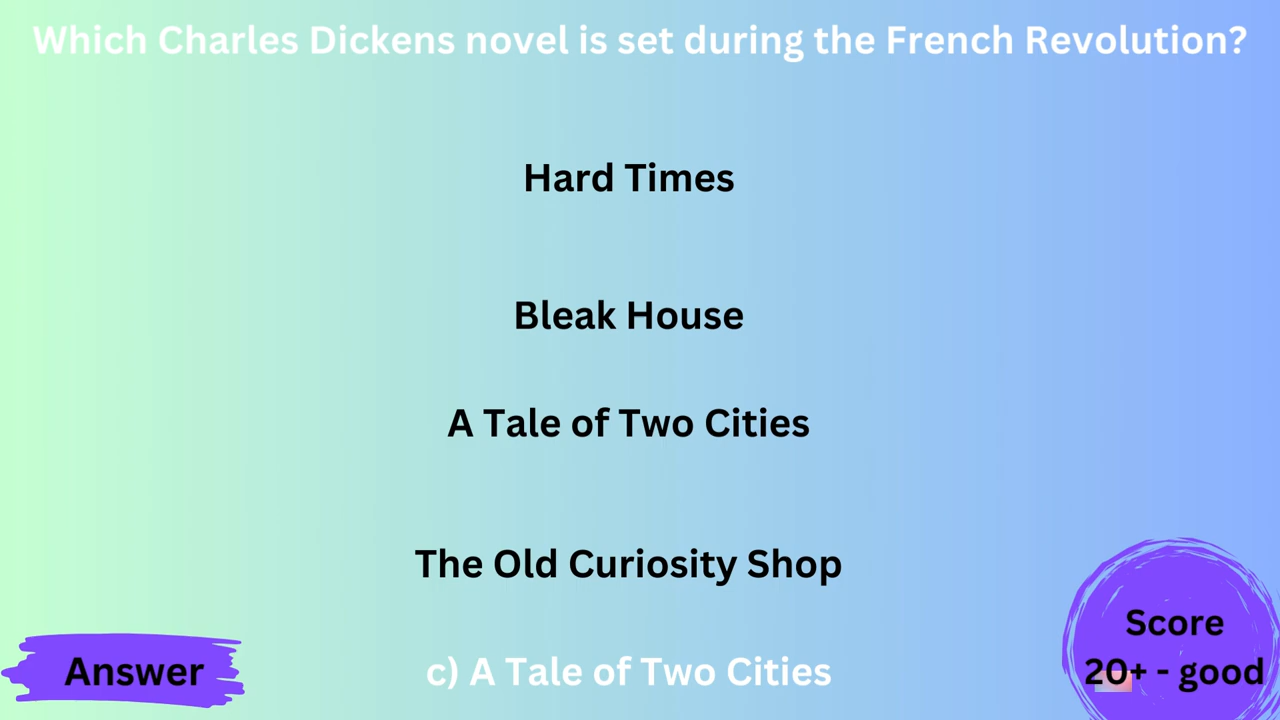 Which Charles Dickens novel is set during the French Revolution?
Hard Times
Bleak House
A Tale of Two Cities
The Old Curiosity Shop
Answer
c) A Tale of Two Cities
Score
20+ - good